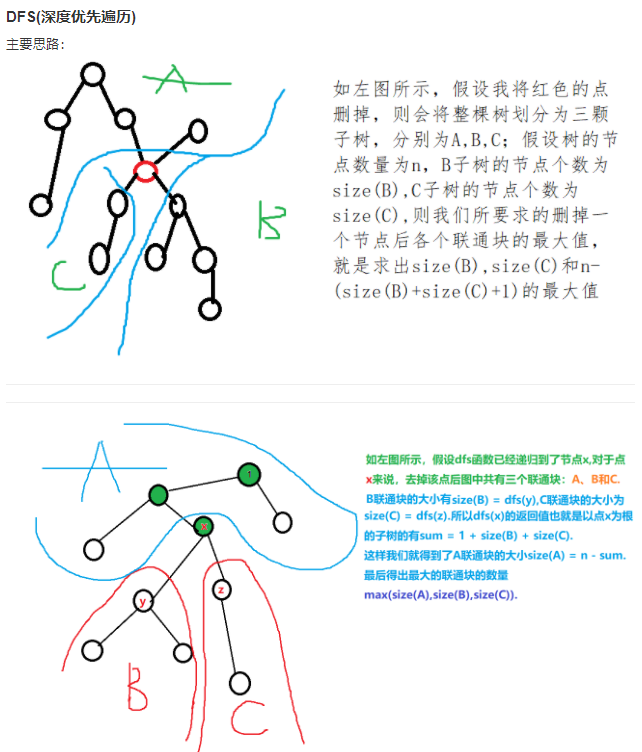 DFS(深度优先遍历)
主要思路：
A
B
C
如左图所示，假设我将红色的点
删掉，则会将整棵树划分为三颗
子树，分别为A,B,C；假设树的节
点数量为n，B子树的节点个数为
size(B),C子树的节点个数为
size(C),则我们所要求的删掉一
个节点后各个联通块的最大值，
就是求出size(B),size(C)和n-
(size(B)+size(C)+1)的最大值
A
1
x
y
z
B
C
如左图所示，假设dfs函数已经递归到了节点x,对于点
x来说，去掉该点后图中共有三个联通块：A、B和C.
B联通块的大小有size(B) = dfs(y),C联通块的大小为
size(C) = dfs(z).所以dfs(x)的返回值也就是以点x为根
的子树的有sum = 1 + size(B) + size(C).
这样我们就得到了A联通块的大小size(A) = n - sum.
最后得出最大的联通块的数量
max(size(A),size(B),size(C)).